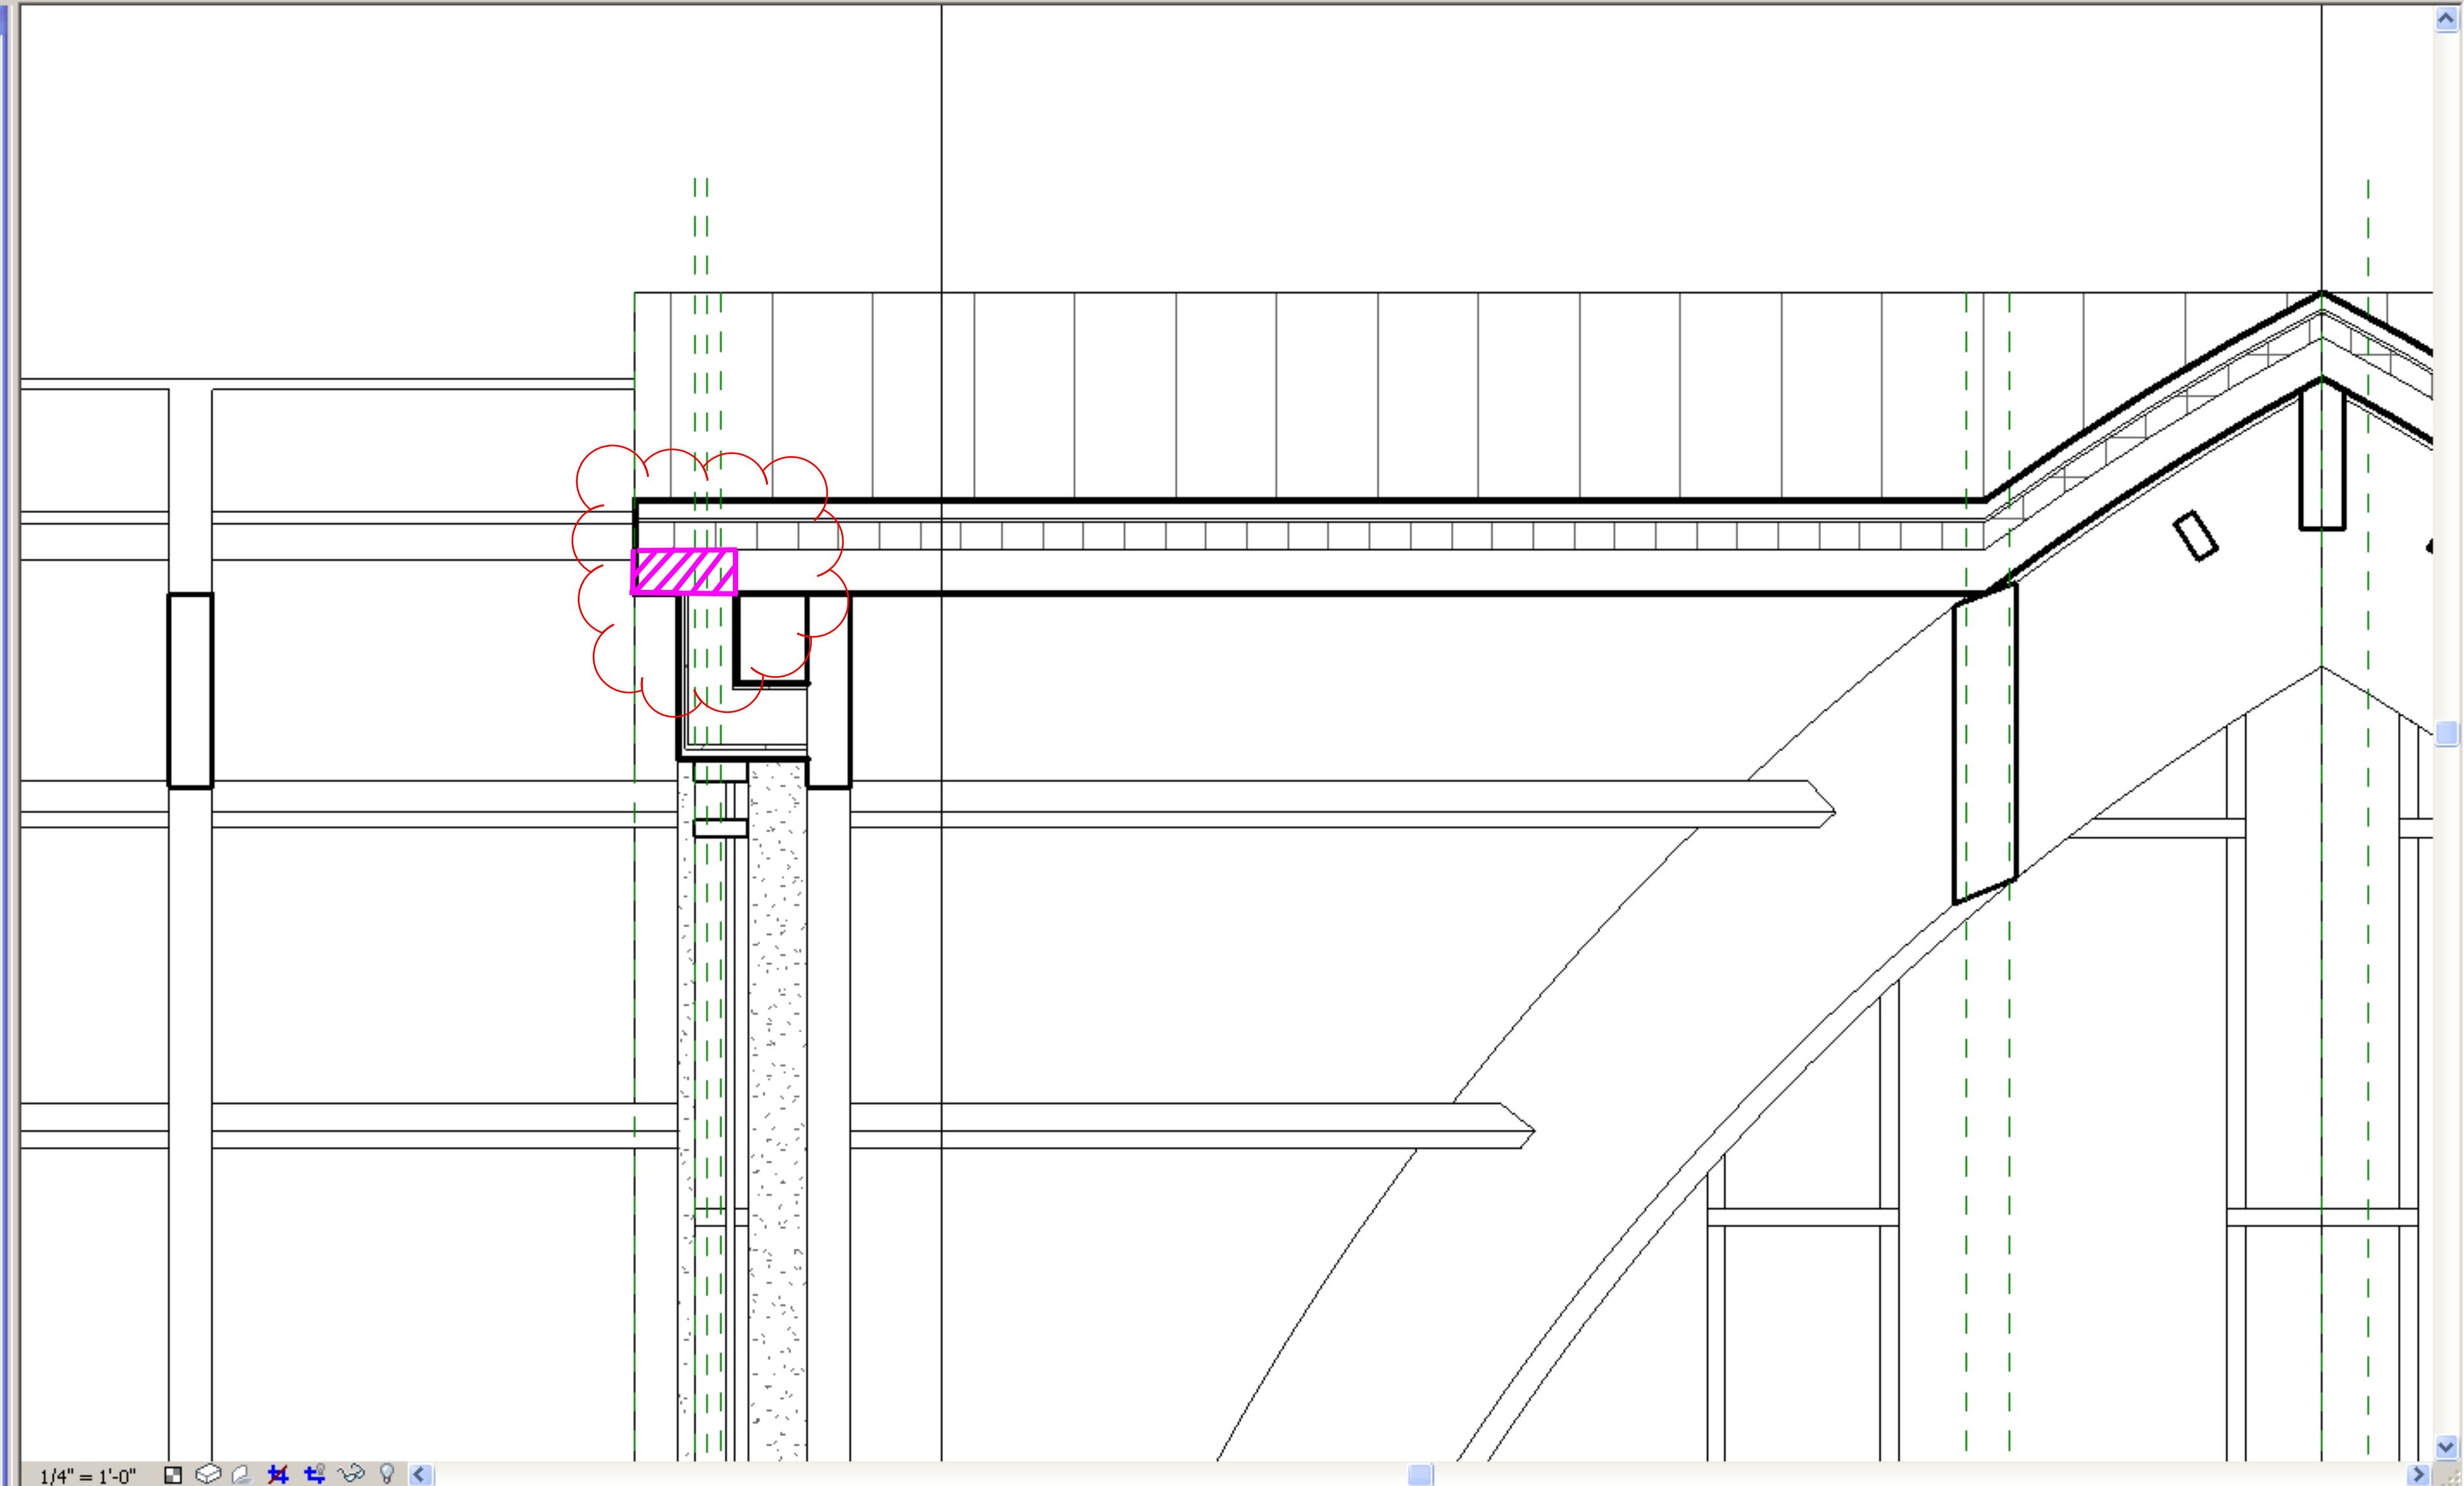 1/4" = 1'-0"